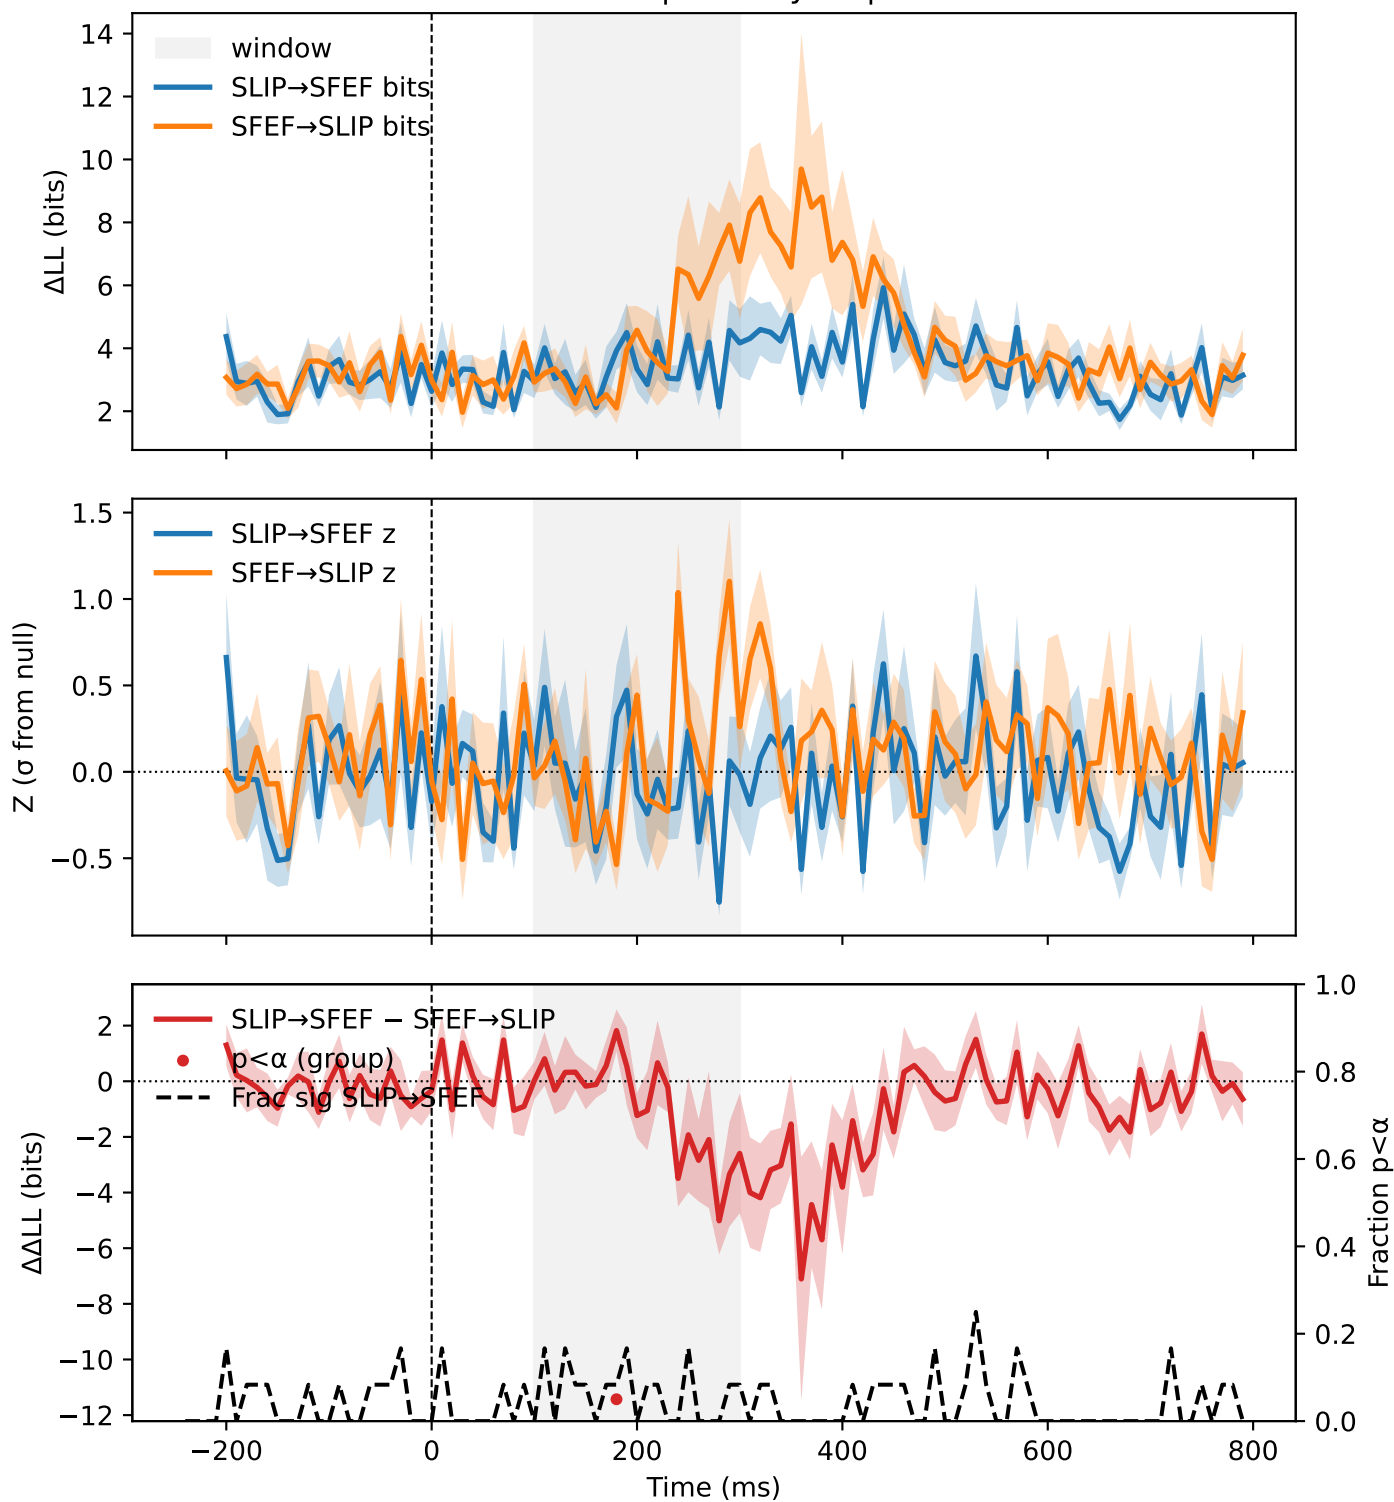 14
12
10
8
6
4
2
ΔLL (bits)
window
SLIP→SFEF bits
SFEF→SLIP bits
1.5
1.0
0.5
0.0
−0.5
Z (σ from null)
SLIP→SFEF z
SFEF→SLIP z
2
0
−2
−4
−6
−8
−10
−12
ΔΔLL (bits)
SLIP→SFEF − SFEF→SLIP
p<α (group)
Frac sig SLIP→SFEF
1.0
0.8
0.6
0.4
0.2
0.0
Fraction p<α
−200
0
200
400
600
800
Time (ms)